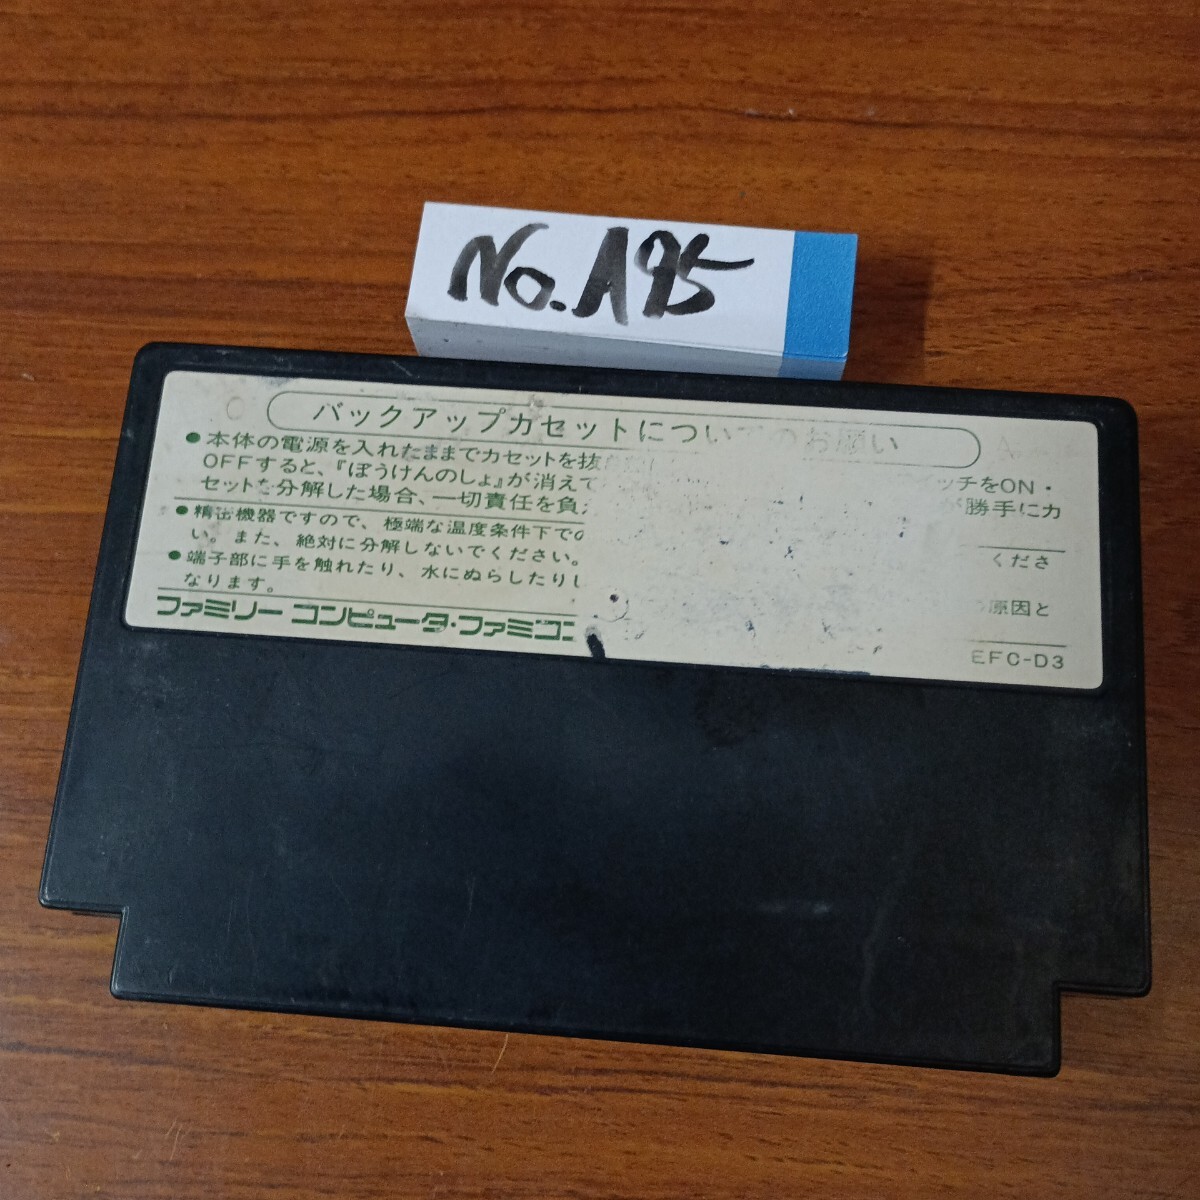 No.A95
バックアップカセットについてのお願い
●本体の電源を入れたままでカセットを抜 ッチをON・
OFFすると、『ぼうけんのしょ』が消えて 勝手にカ
セットを分解した場合、一切責任を負
●精密機器ですので、極端な温度条件下での くださ
い。また、絶対に分解しないでください。
●端子部に手を触れたり、水にぬらしたりし 原因と
なります。
ファミリー コンピュータ・ファミコン
EFC-D3